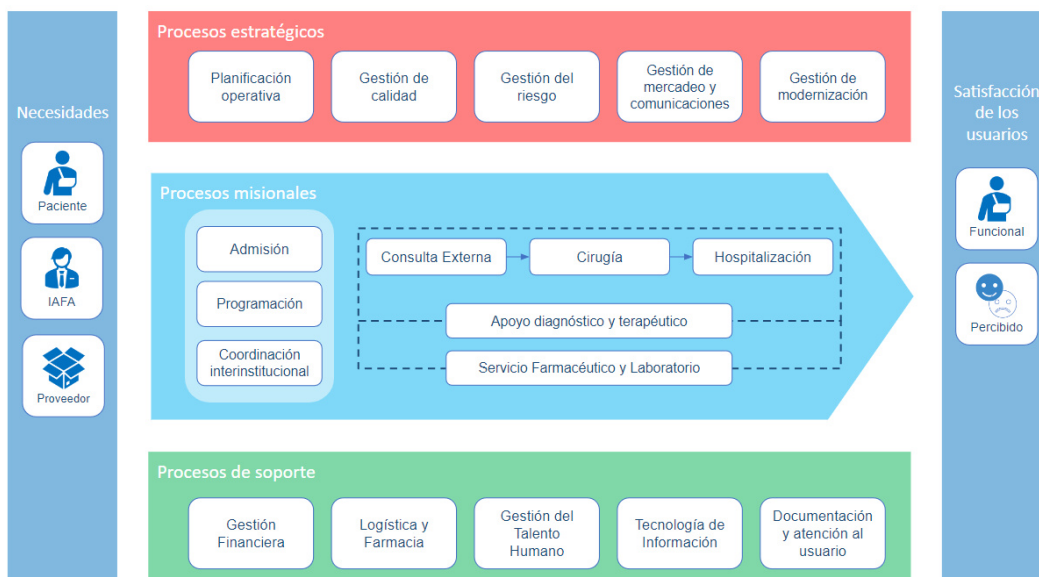 Necesidades
Paciente
IAFA
Proveedor
Procesos estratégicos
Planificación
operativa
Gestión de
calidad
Gestión del
riesgo
Gestión de
mercadeo y
comunicaciones
Gestión de
modernización
Procesos misionales
Admisión
Programación
Coordinación
interinstitucional
Consulta Externa
Cirugía
Hospitalización
Apoyo diagnóstico y terapéutico
Servicio Farmacéutico y Laboratorio
Procesos de soporte
Gestión
Financiera
Logística y
Farmacia
Gestión del
Talento
Humano
Tecnología de
Información
Documentación
y atención al
usuario
Satisfacción
de los
usuarios
Funcional
Percibido